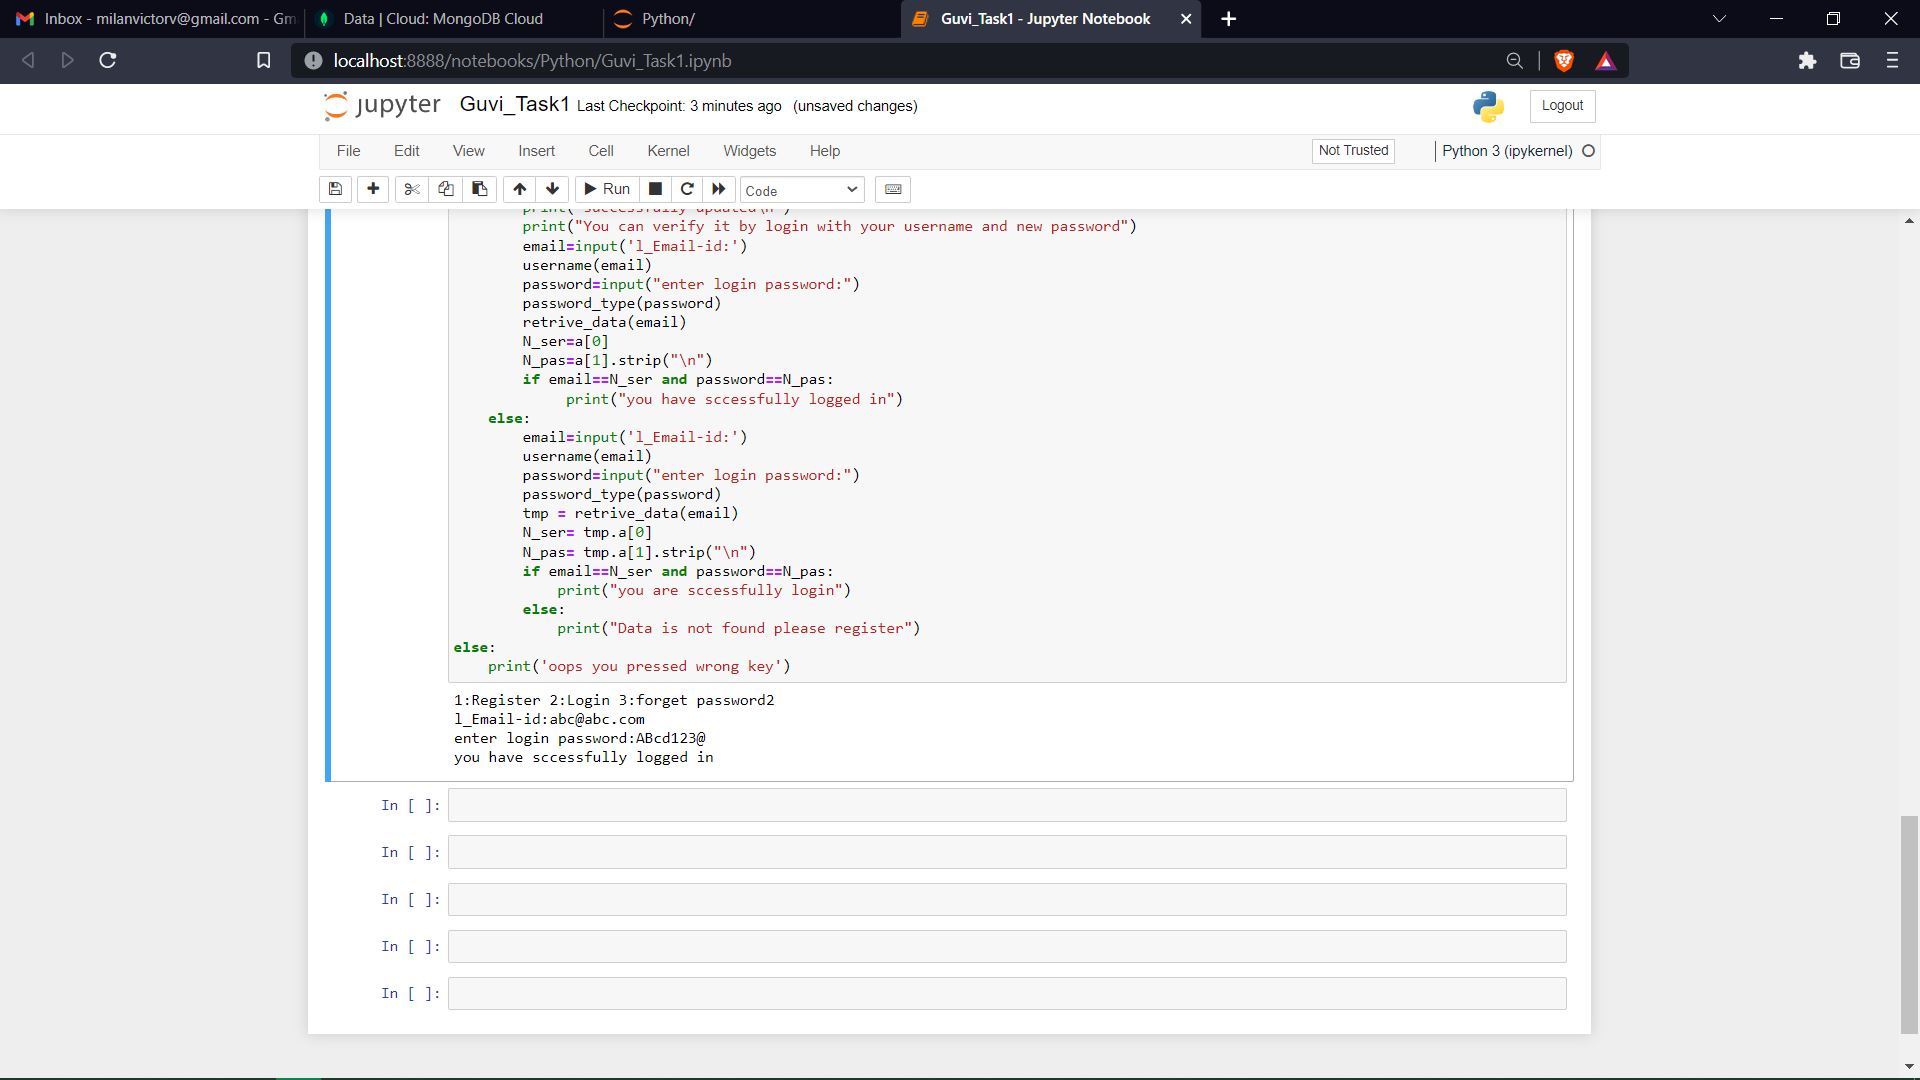 Inbox - milanvictorv@gmail.com - Gm
Data | Cloud: MongoDB Cloud
Python/
Guvi_Task1 - Jupyter Notebook
localhost:8888/notebooks/Python/Guvi_Task1.ipynb
jupyter Guvi_Task1 Last Checkpoint: 3 minutes ago (unsaved changes)
Logout
File Edit View Insert Cell Kernel Widgets Help
Not Trusted
Python 3 (ipykernel)
Run
Code
print("successfully updated\n")
print("You can verify it by login with your username and new password")
email=input('l_Email-id:')
username(email)
password=input("enter login password:")
password_type(password)
retrive_data(email)
N_ser=a[0]
N_pas=a[1].strip("\n")
if email==N_ser and password==N_pas:
print("you have sccessfully logged in")
else:
email=input('l_Email-id:')
username(email)
password=input("enter login password:")
password_type(password)
tmp = retrive_data(email)
N_ser= tmp.a[0]
N_pas= tmp.a[1].strip("\n")
if email==N_ser and password==N_pas:
print("you are sccessfully login")
else:
print("Data is not found please register")
else:
print('oops you pressed wrong key')
1:Register 2:Login 3:forget password2
l_Email-id:abc@abc.com
enter login password:ABcd123@
you have sccessfully logged in
In [ ]:
In [ ]:
In [ ]:
In [ ]:
In [ ]: